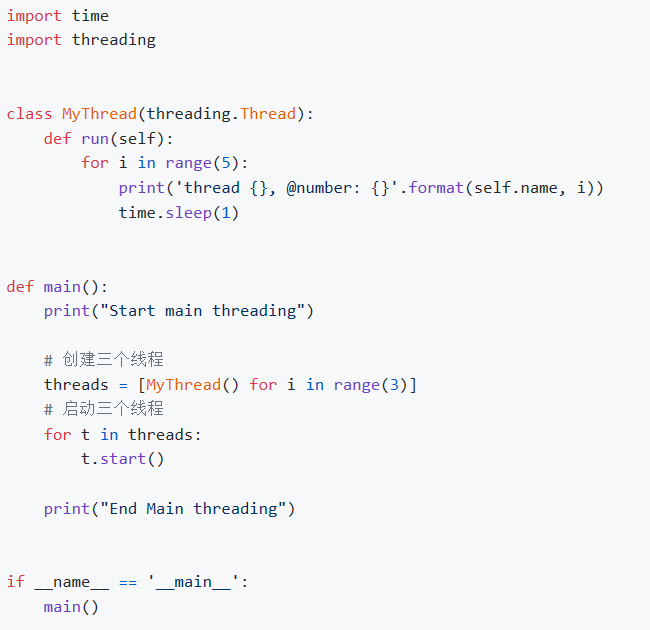 import time
import threading
class MyThread(threading.Thread):
    def run(self):
        for i in range(5):
            print('thread {}, @number: {}'.format(self.name, i))
            time.sleep(1)
def main():
    print("Start main threading")
    # 创建三个线程
    threads = [MyThread() for i in range(3)]
    # 启动三个线程
    for t in threads:
        t.start()
    print("End Main threading")
if __name__ == '__main__':
    main()